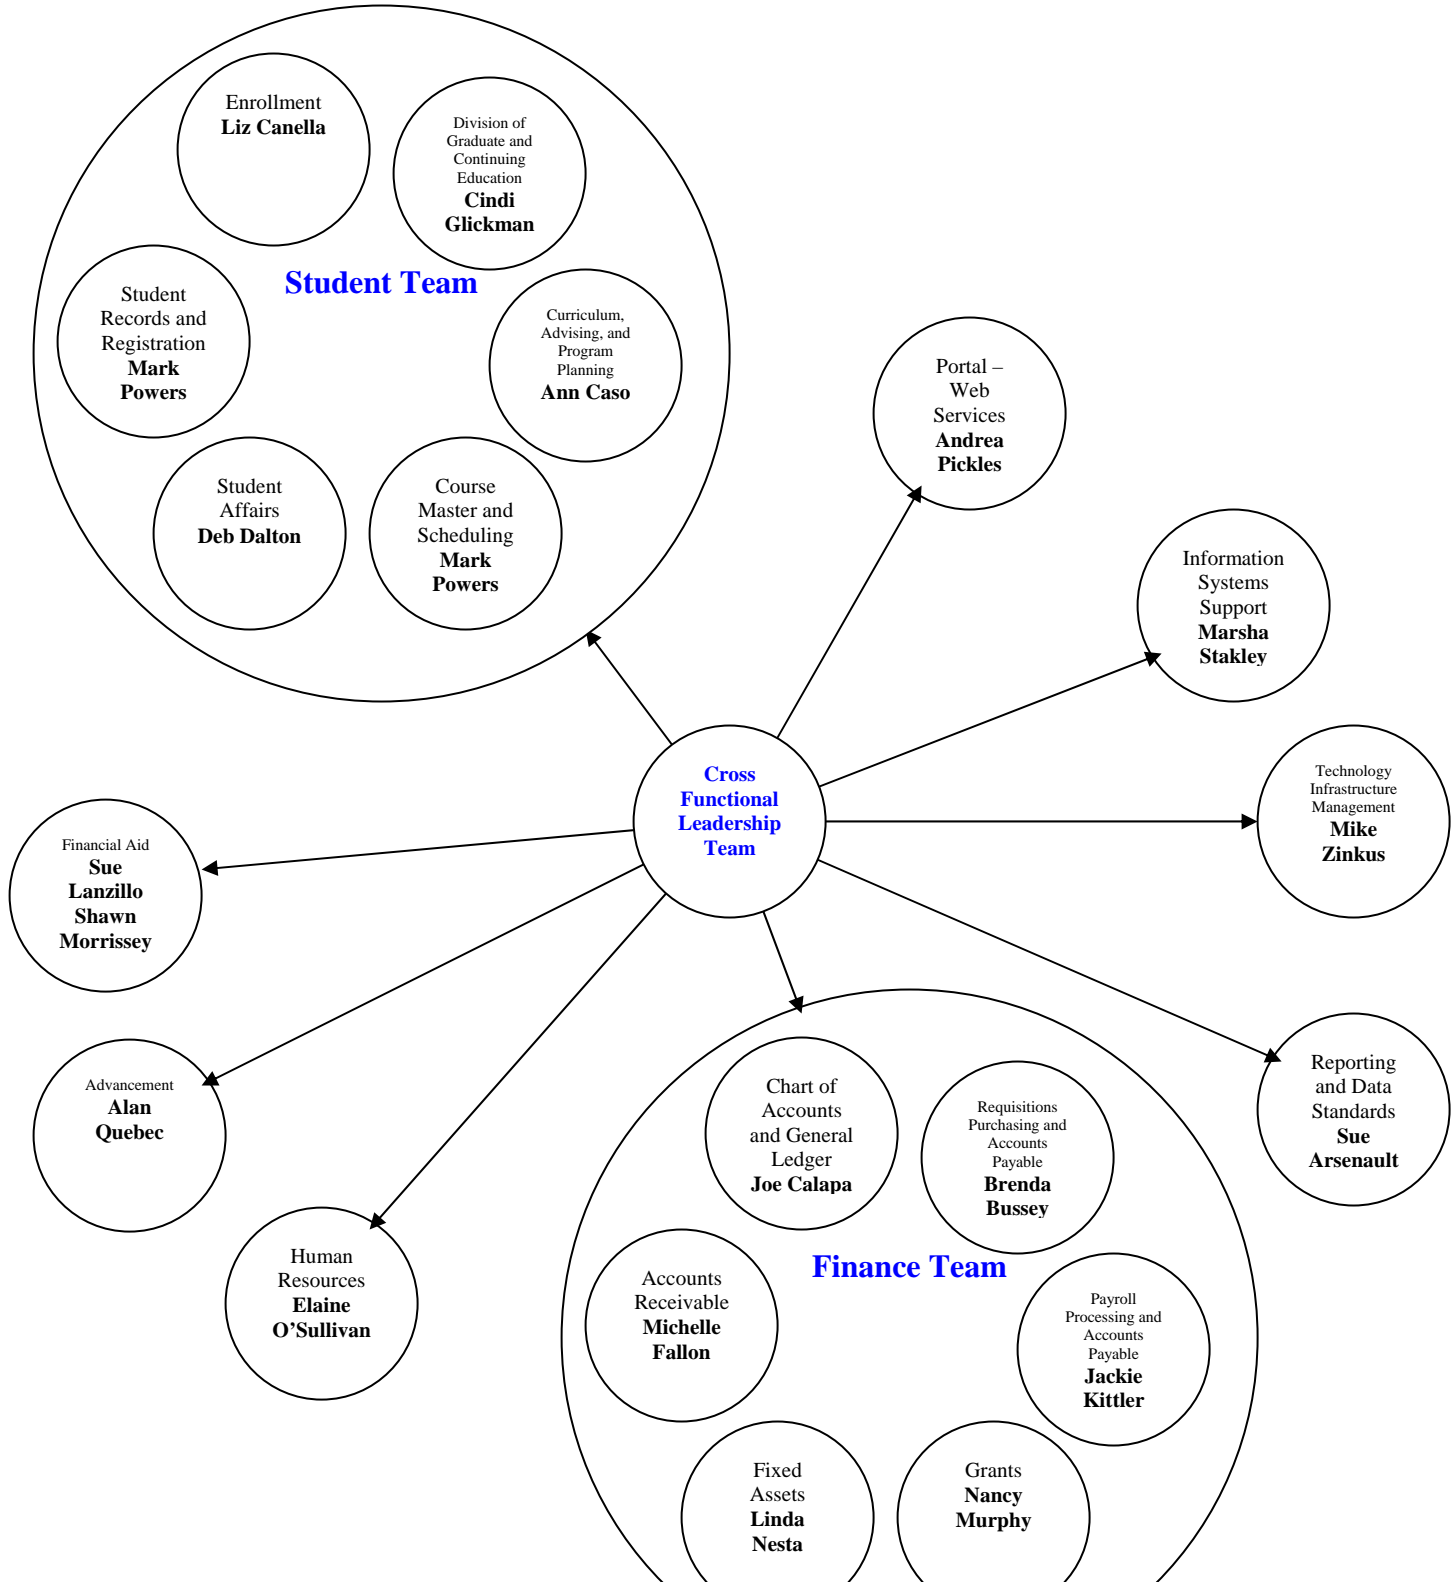 Enrollment
Liz Canella
Division of
Graduate and
Continuing
Education
Cindi
Glickman
Student Team
Student
Records and
Registration
Mark
Powers
Curriculum,
Advising, and
Program
Planning
Ann Caso
Student
Affairs
Deb Dalton
Course
Master and
Scheduling
Mark
Powers
Portal –
Web
Services
Andrea
Pickles
Information
Systems
Support
Marsha
Stakley
Cross
Functional
Leadership
Team
Technology
Infrastructure
Management
Mike
Zinkus
Financial Aid
Sue
Lanzillo
Shawn
Morrissey
Advancement
Alan
Quebec
Human
Resources
Elaine
O’Sullivan
Reporting
and Data
Standards
Sue
Arsenault
Chart of
Accounts
and General
Ledger
Joe Calapa
Requisitions
Purchasing and
Accounts
Payable
Brenda
Bussey
Finance Team
Accounts
Receivable
Michelle
Fallon
Payroll
Processing and
Accounts
Payable
Jackie
Kittler
Fixed
Assets
Linda
Nesta
Grants
Nancy
Murphy